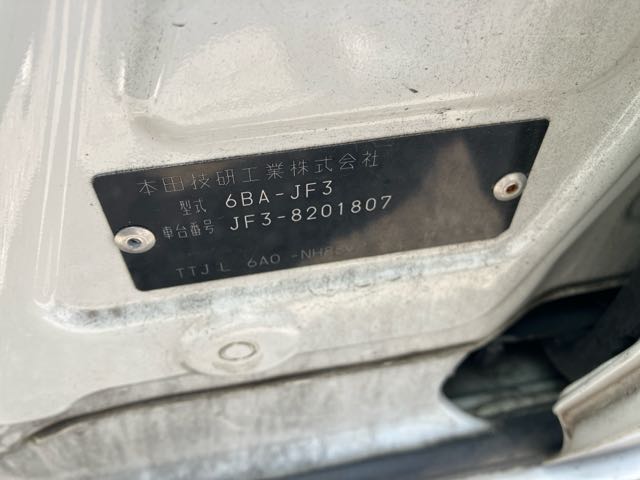 本田技研工業株式会社
型式 6BA-JF3
車台番号 JF3-8201807
TTJL 6A0